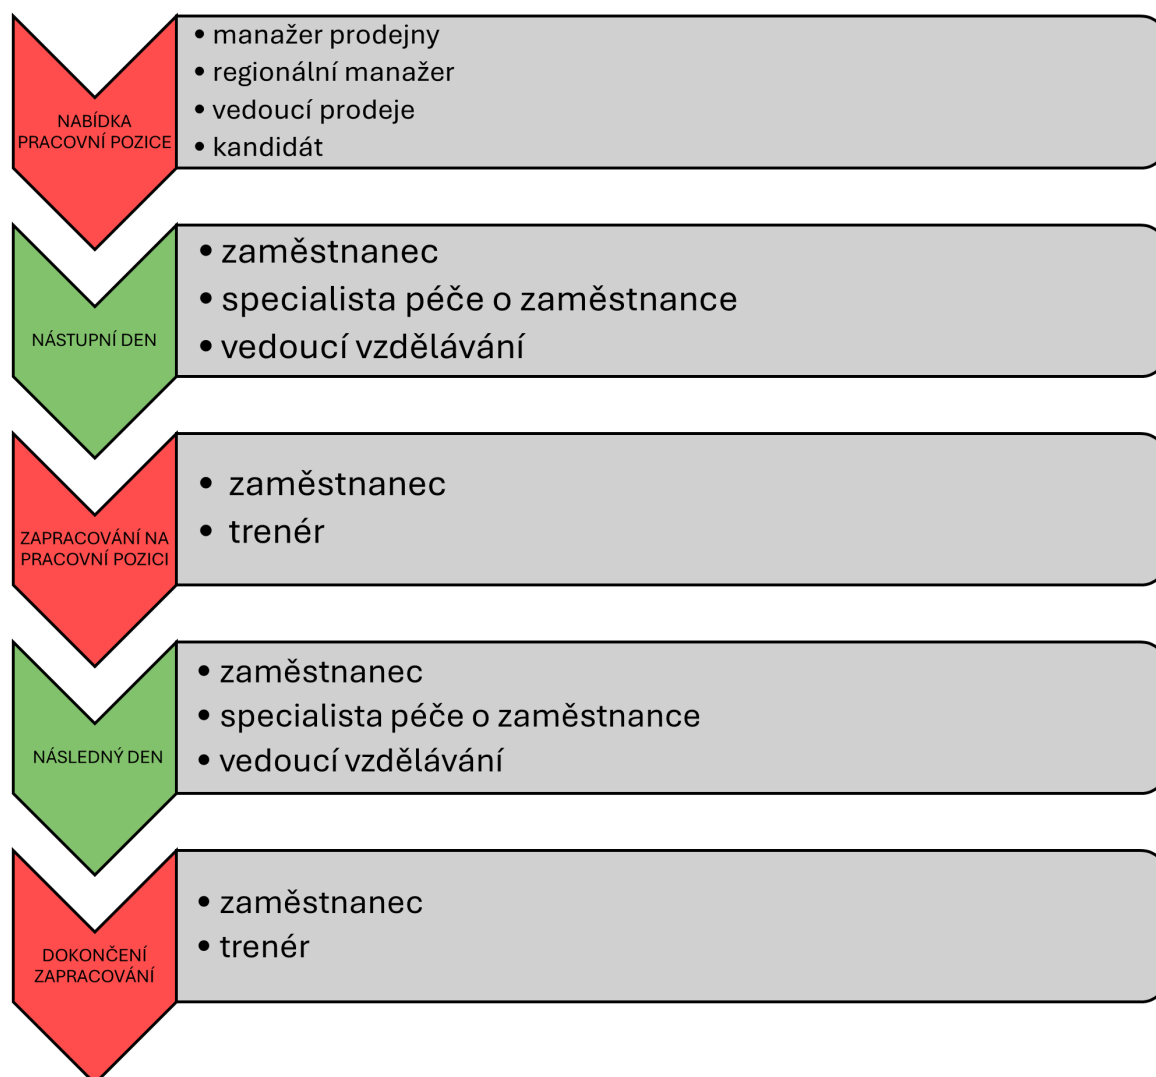 NABÍDKA
PRACOVNÍ POZICE
• manažer prodejny
• regionální manažer
• vedoucí prodeje
• kandidát
NÁSTUPNÍ DEN
• zaměstnanec
• specialista péče o zaměstnance
• vedoucí vzdělávání
ZAPRACOVÁNÍ NA
PRACOVNÍ POZICI
• zaměstnanec
• trenér
NÁSLEDNÝ DEN
• zaměstnanec
• specialista péče o zaměstnance
• vedoucí vzdělávání
DOKONČENÍ
ZAPRACOVÁNÍ
• zaměstnanec
• trenér